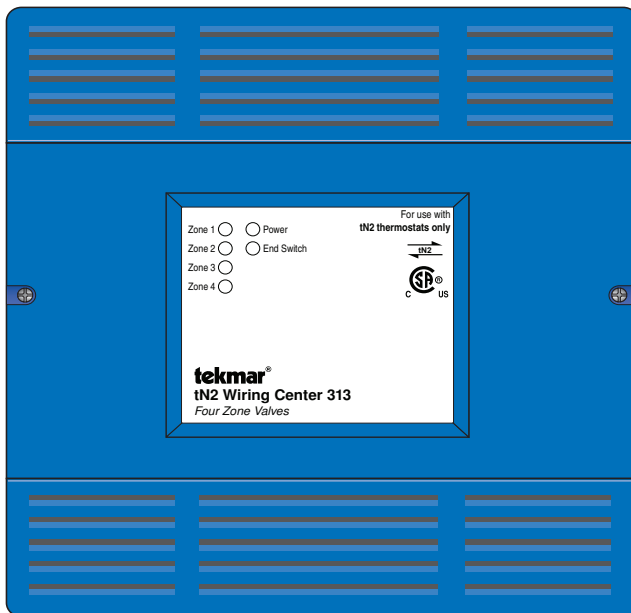 For use with
tN2 thermostats only
Zone 1 Power
Zone 2 End Switch
Zone 3
Zone 4
tN2
CSA ®
C US
tekmar®
tN2 Wiring Center 313
Four Zone Valves